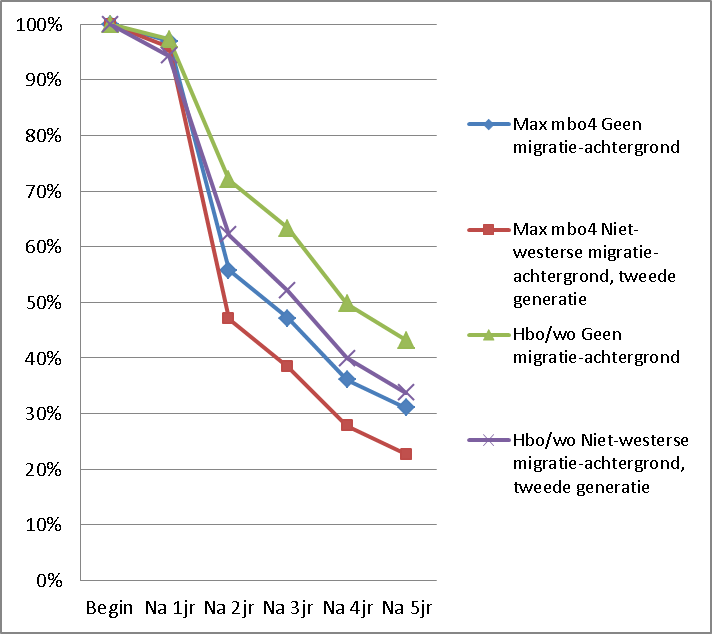 100%
90%
80%
70%
60%
50%
40%
30%
20%
10%
0%
Begin Na 1jr Na 2jr Na 3jr Na 4jr Na 5jr
Max mbo4 Geen
migratie-achtergrond
Max mbo4 Niet-
westerse migratie-
achtergrond, tweede
generatie
Hbo/wo Geen
migratie-achtergrond
Hbo/wo Niet-westerse
migratie-achtergrond,
tweede generatie